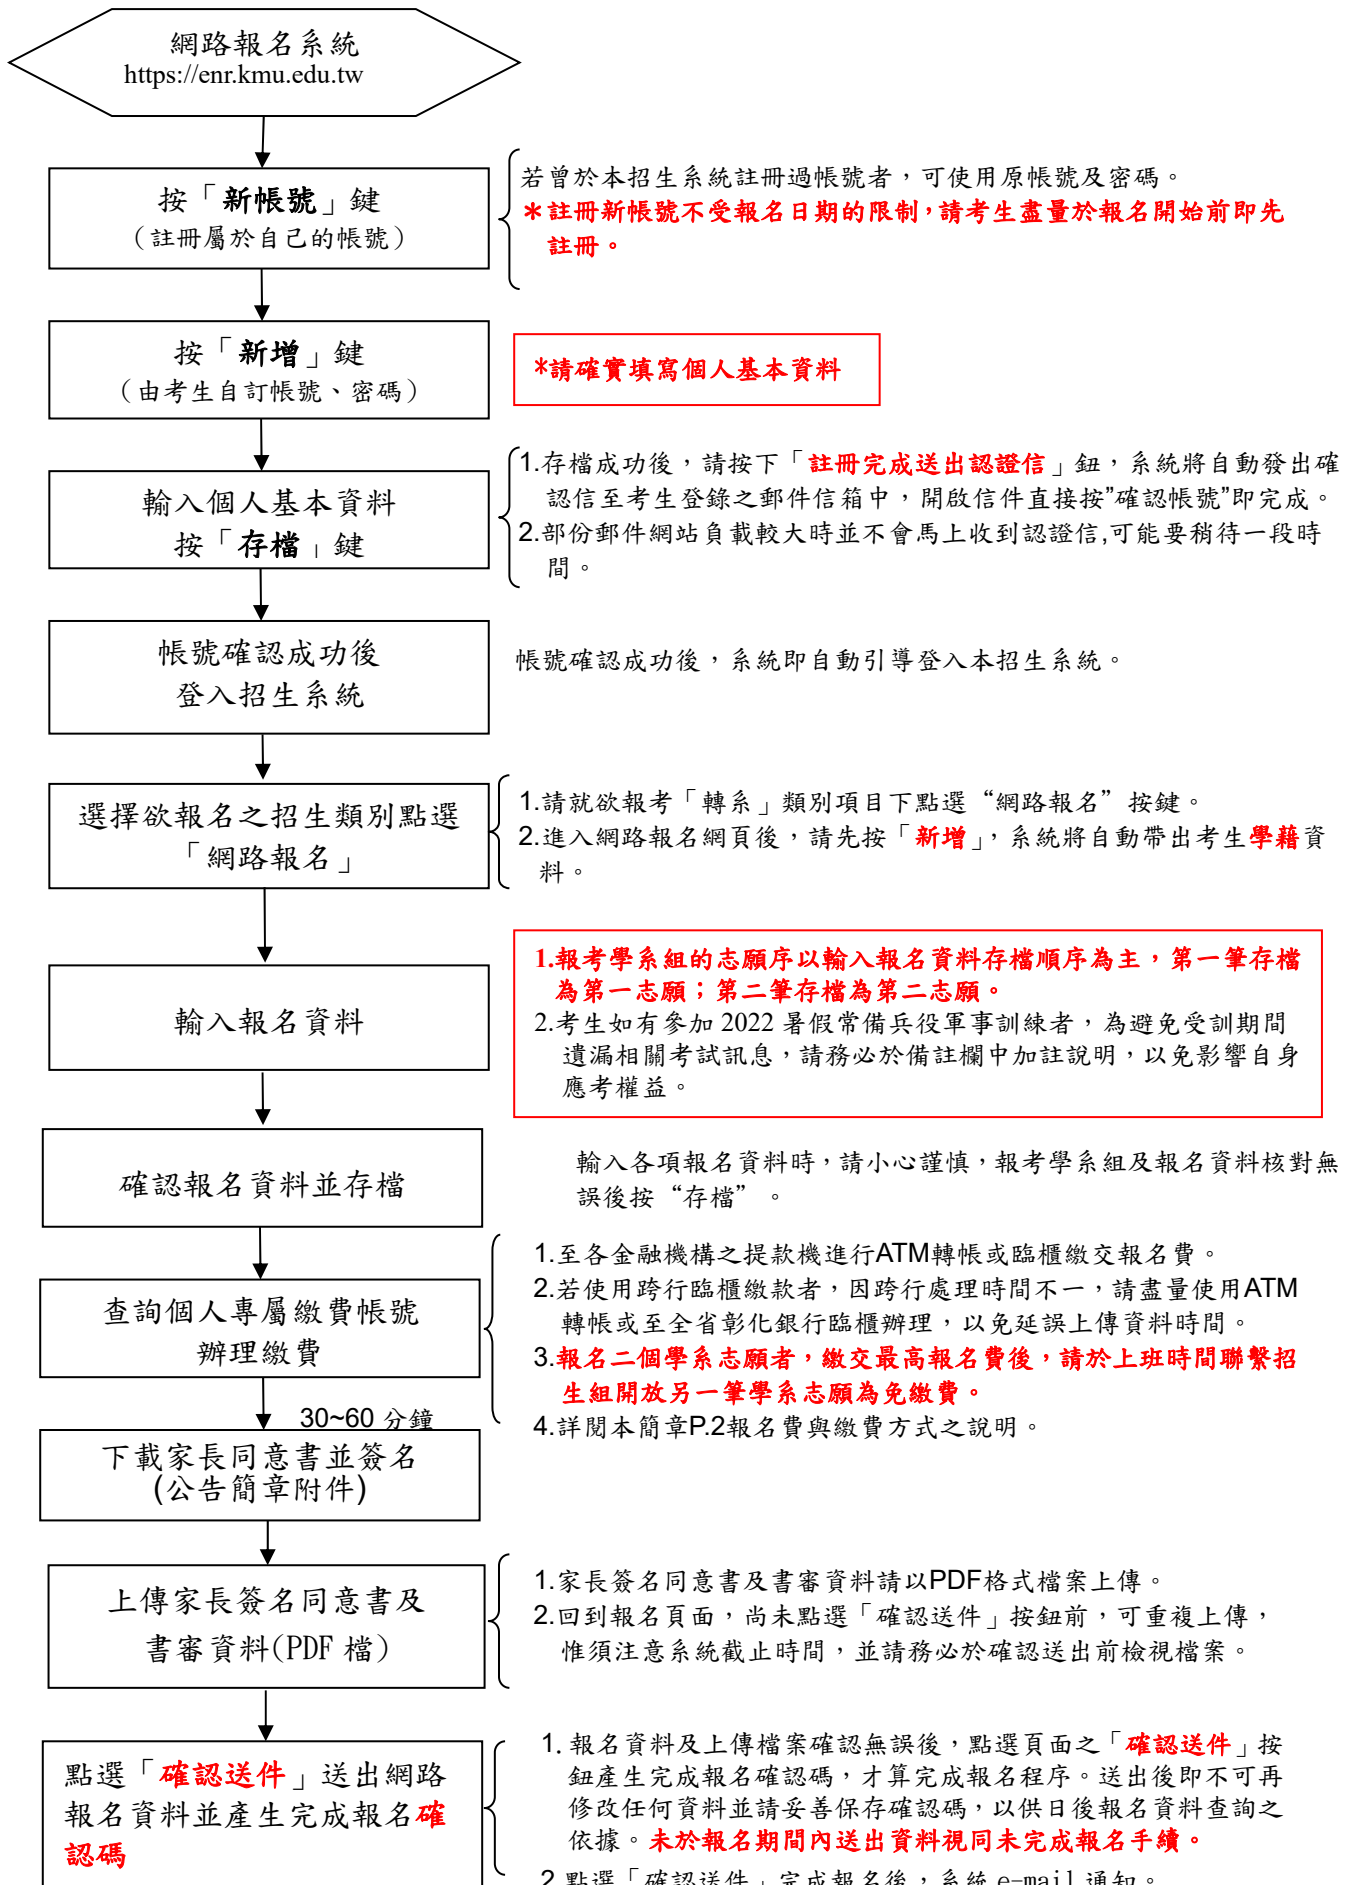 網路報名系統
https://enr.kmu.edu.tw
按「新帳號」鍵
（註冊屬於自己的帳號）
若曾於本招生系統註冊過帳號者，可使用原帳號及密碼。
＊註冊新帳號不受報名日期的限制，請考生盡量於報名開始前即先
註冊。
按「新增」鍵
（由考生自訂帳號、密碼）
*請確實填寫個人基本資料
輸入個人基本資料
按「存檔」鍵
1.存檔成功後，請按下「註冊完成送出認證信」鈕，系統將自動發出確
認信至考生登錄之郵件信箱中，開啟信件直接按”確認帳號”即完成。
2.部份郵件網站負載較大時並不會馬上收到認證信,可能要稍待一段時
間。
帳號確認成功後
登入招生系統
帳號確認成功後，系統即自動引導登入本招生系統。
選擇欲報名之招生類別點選
「網路報名」
1.請就欲報考「轉系」類別項目下點選“網路報名”按鍵。
2.進入網路報名網頁後，請先按「新增」，系統將自動帶出考生學籍資
料。
輸入報名資料
1.報考學系組的志願序以輸入報名資料存檔順序為主，第一筆存檔
為第一志願；第二筆存檔為第二志願。
2.考生如有參加 2022 暑假常備兵役軍事訓練者，為避免受訓期間
遺漏相關考試訊息，請務必於備註欄中加註說明，以免影響自身
應考權益。
確認報名資料並存檔
輸入各項報名資料時，請小心謹慎，報考學系組及報名資料核對無
誤後按“存檔”。
查詢個人專屬繳費帳號
辦理繳費
1.至各金融機構之提款機進行ATM轉帳或臨櫃繳交報名費。
2.若使用跨行臨櫃繳款者，因跨行處理時間不一，請盡量使用ATM
轉帳或至全省彰化銀行臨櫃辦理，以免延誤上傳資料時間。
3.報名二個學系志願者，繳交最高報名費後，請於上班時間聯繫招
生組開放另一筆學系志願為免繳費。
4.詳閱本簡章P.2報名費與繳費方式之說明。
30~60 分鐘
下載家長同意書並簽名
(公告簡章附件)
上傳家長簽名同意書及
書審資料(PDF 檔)
1.家長簽名同意書及書審資料請以PDF格式檔案上傳。
2.回到報名頁面，尚未點選「確認送件」按鈕前，可重複上傳，
惟須注意系統截止時間，並請務必於確認送出前檢視檔案。
點選「確認送件」送出網路
報名資料並產生完成報名確
認碼
1. 報名資料及上傳檔案確認無誤後，點選頁面之「確認送件」按
鈕產生完成報名確認碼，才算完成報名程序。送出後即不可再
修改任何資料並請妥善保存確認碼，以供日後報名資料查詢之
依據。未於報名期間內送出資料視同未完成報名手續。
2.點選「確認送件」完成報名後，系統 e-mail 通知。